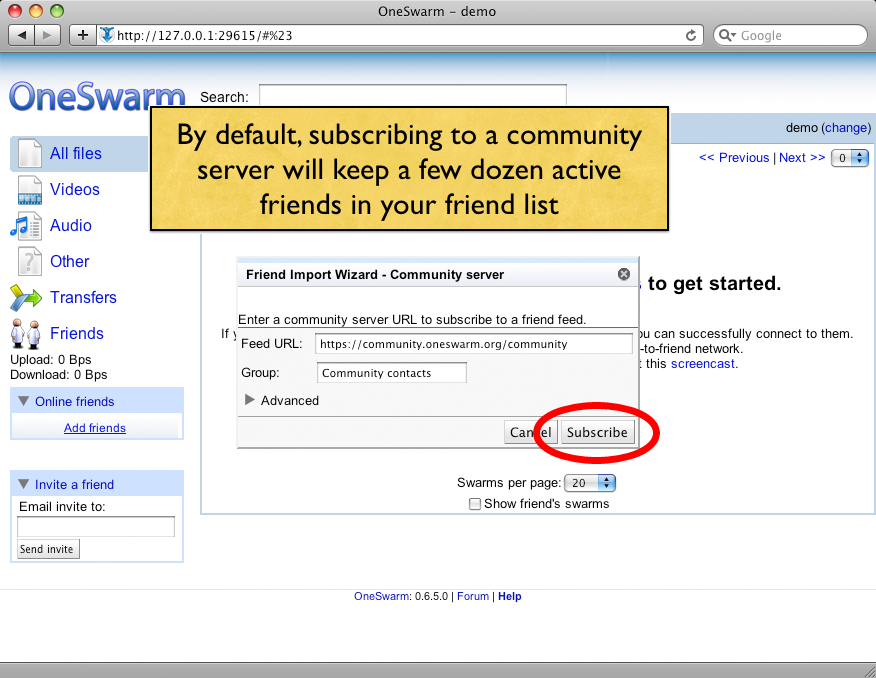 OneSwarm – demo
http://127.0.0.1:29615/#%23
Google
OneSwarm
Search:
By default, subscribing to a community
server will keep a few dozen active
friends in your friend list
demo (change)
<< Previous | Next >> 0
All files
Videos
Audio
Other
Transfers
Friends
Upload: 0 Bps
Download: 0 Bps
Online friends
Add friends
Invite a friend
Email invite to:
Send invite
to get started.
If
can successfully connect to them.
-to-friend network.
this screencast.
Friend Import Wizard - Community server
Enter a community server URL to subscribe to a friend feed.
Feed URL: https://community.oneswarm.org/community
Group: Community contacts
Advanced
Cancel Subscribe
Swarms per page: 20
Show friend's swarms
OneSwarm: 0.6.5.0 | Forum | Help